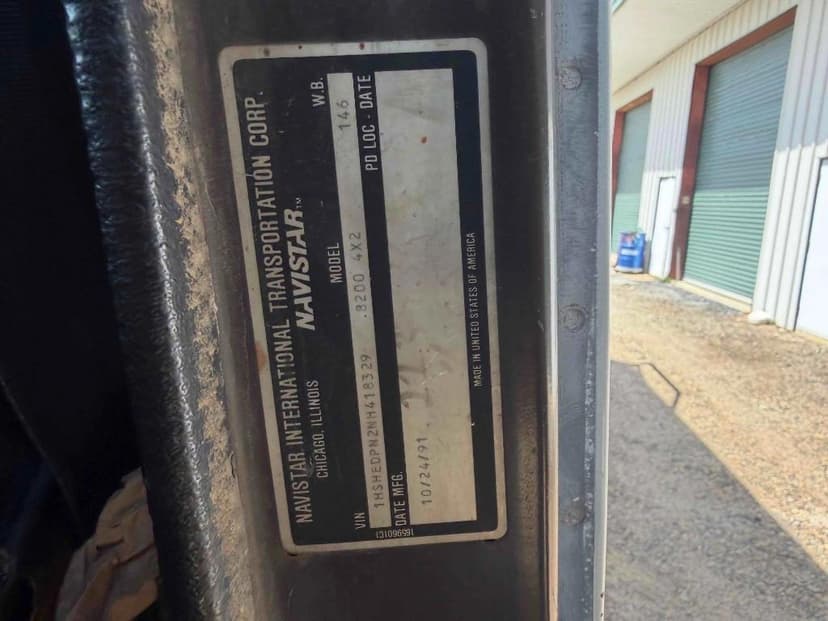 NAVISTAR INTERNATIONAL TRANSPORTATION CORP.
CHICAGO, ILLINOIS NAVISTAR™
VIN MODEL W.B.
1HSHEDPN2NH418329 .8200 4X2 146
DATE MFG. PD LOC - DATE
10/24/91
MADE IN UNITED STATES OF AMERICA
1659601C1